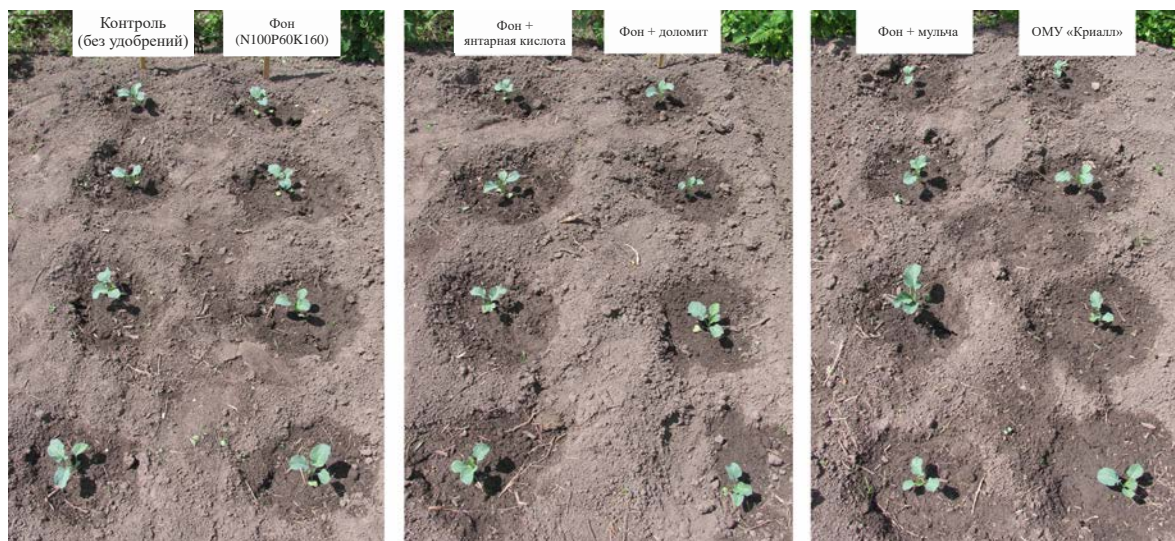 Контроль
(без удобрений)
Фон
(N100P60K160)
Фон +
янтарная кислота
Фон + доломит
Фон + мульча
ОМУ «Криалл»